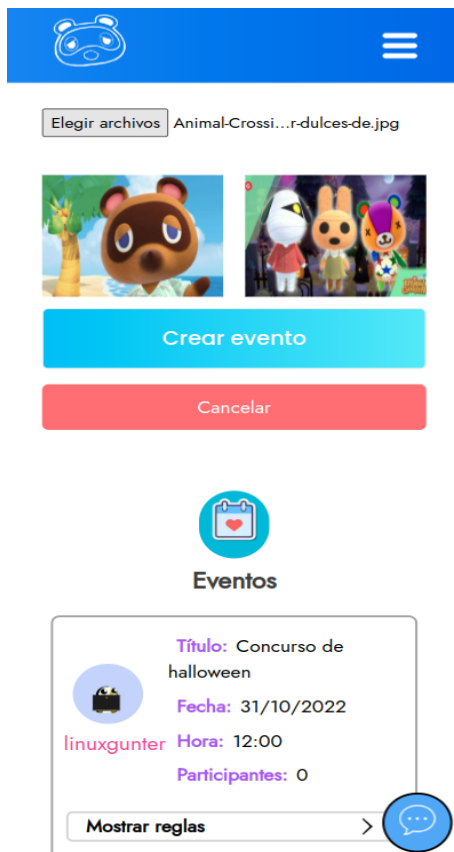 Elegir archivos Animal-Crossi...r-dulces-de.jpg
Crear evento
Cancelar
Eventos
Título: Concurso de
halloween
Fecha: 31/10/2022
linuxgunter Hora: 12:00
Participantes: 0
Mostrar reglas